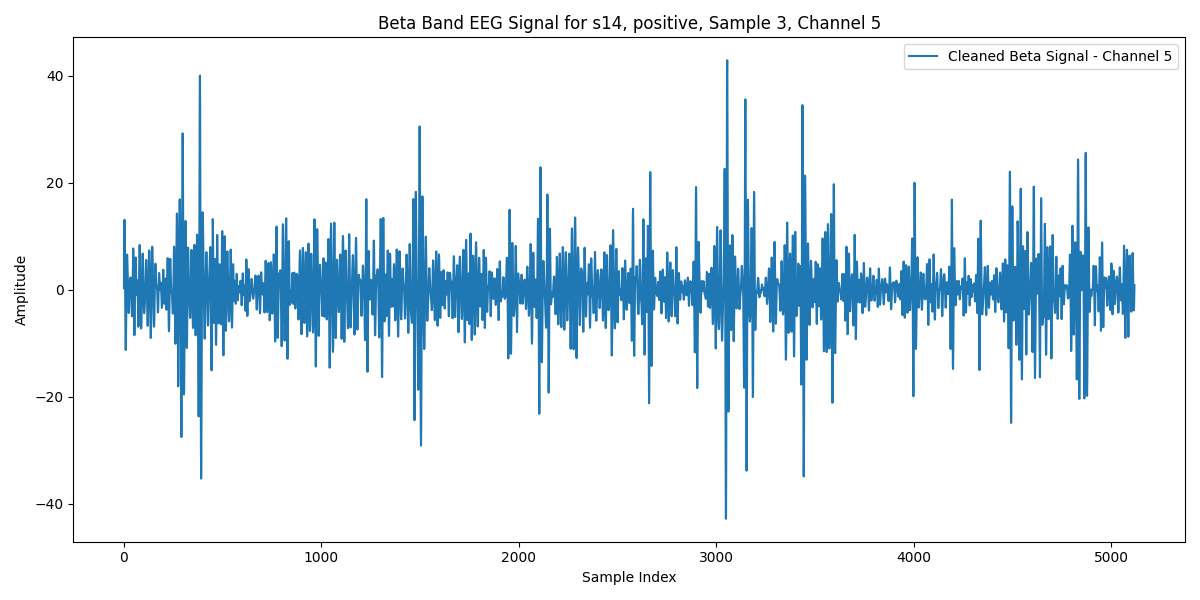 Beta Band EEG Signal for s14, positive, Sample 3, Channel 5
Cleaned Beta Signal - Channel 5
Amplitude
40
20
0
−20
−40
0 1000 2000 3000 4000 5000
Sample Index